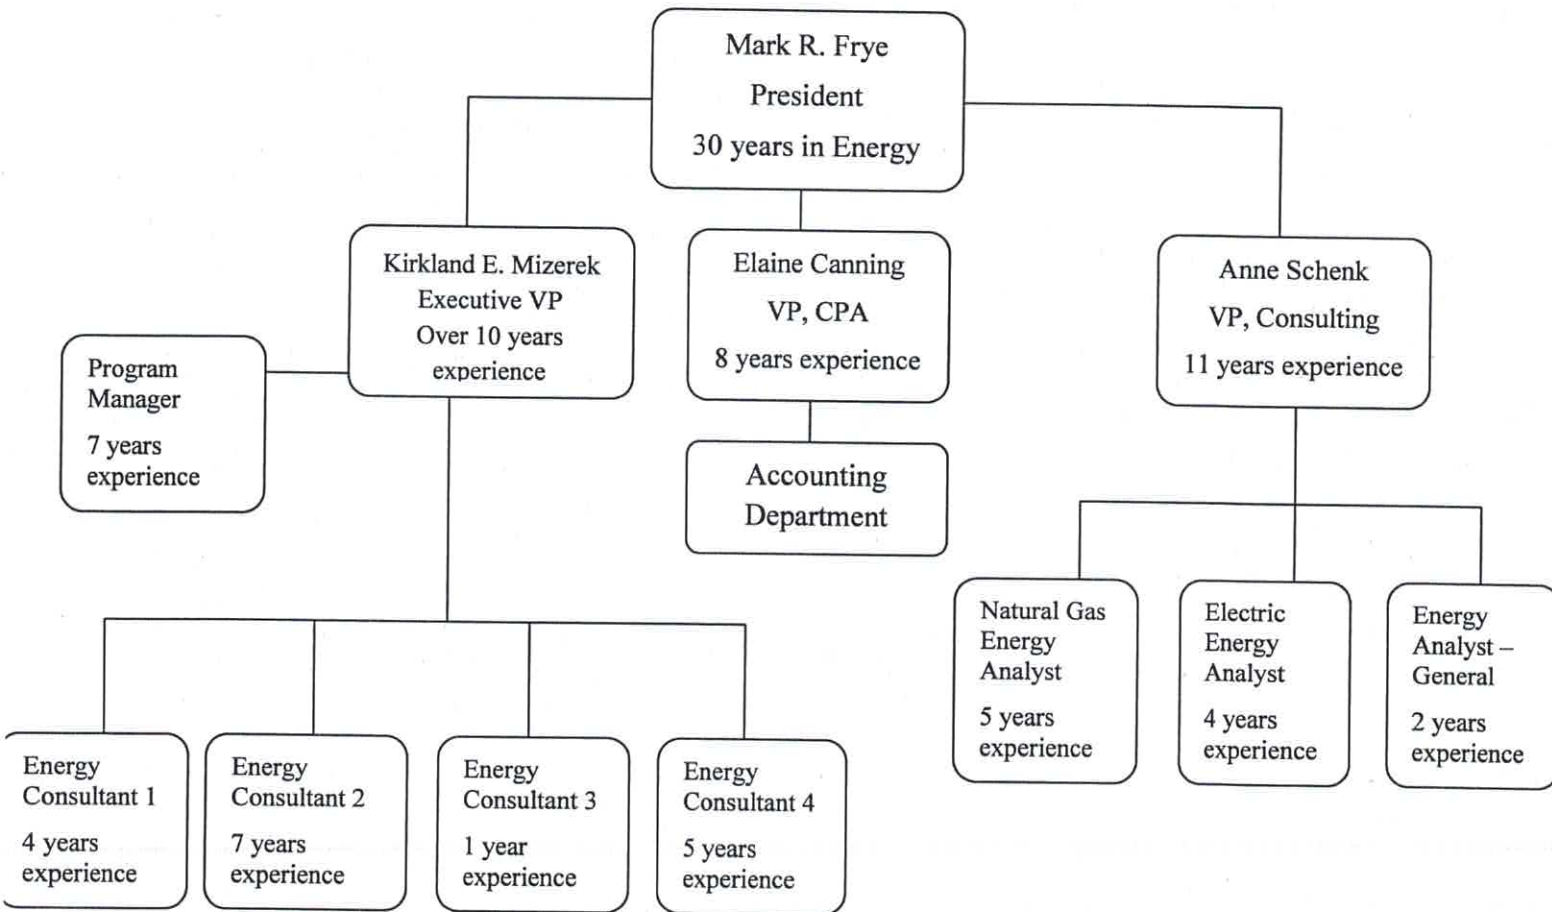 Mark R. Frye
President
30 years in Energy
Kirkland E. Mizerek
Executive VP
Over 10 years
experience
Elaine Canning
VP, CPA
8 years experience
Anne Schenk
VP, Consulting
11 years experience
Program
Manager
7 years
experience
Accounting
Department
Natural Gas
Energy
Analyst
5 years
experience
Electric
Energy
Analyst
4 years
experience
Energy
Analyst –
General
2 years
experience
Energy
Consultant 1
4 years
experience
Energy
Consultant 2
7 years
experience
Energy
Consultant 3
1 year
experience
Energy
Consultant 4
5 years
experience